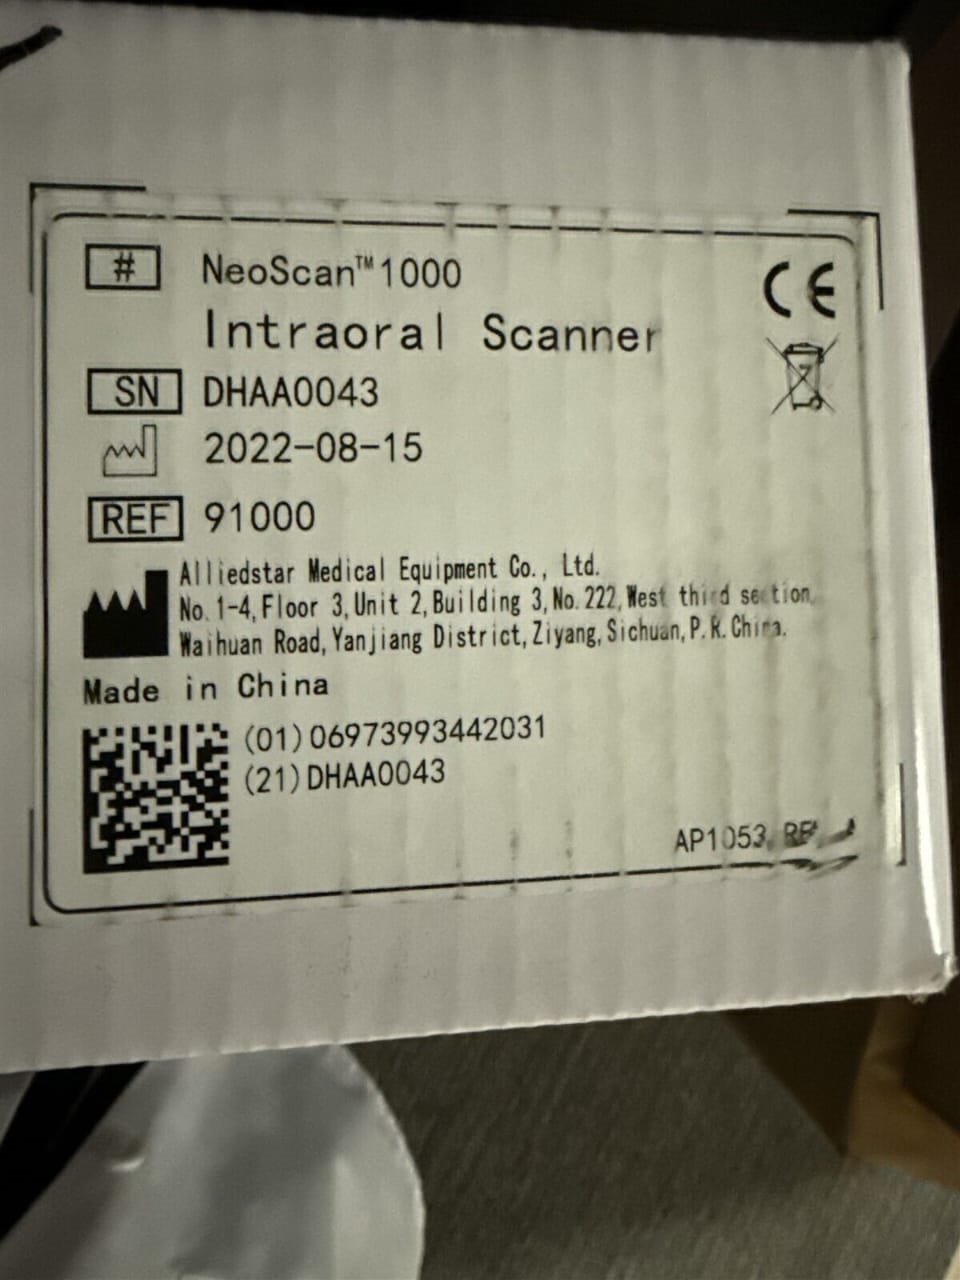 # NeoScan™ 1000
Intraoral Scanner
CE
SN DHAA0043
2022-08-15
REF 91000
Alliedstar Medical Equipment Co., Ltd.
No. 1-4, Floor 3, Unit 2, Building 3, No. 222, West third section,
Waihuan Road, Yanjiang District, Ziyang, Sichuan, P. R. China.
Made in China
(01) 06973993442031
(21) DHAA0043
AP1053,